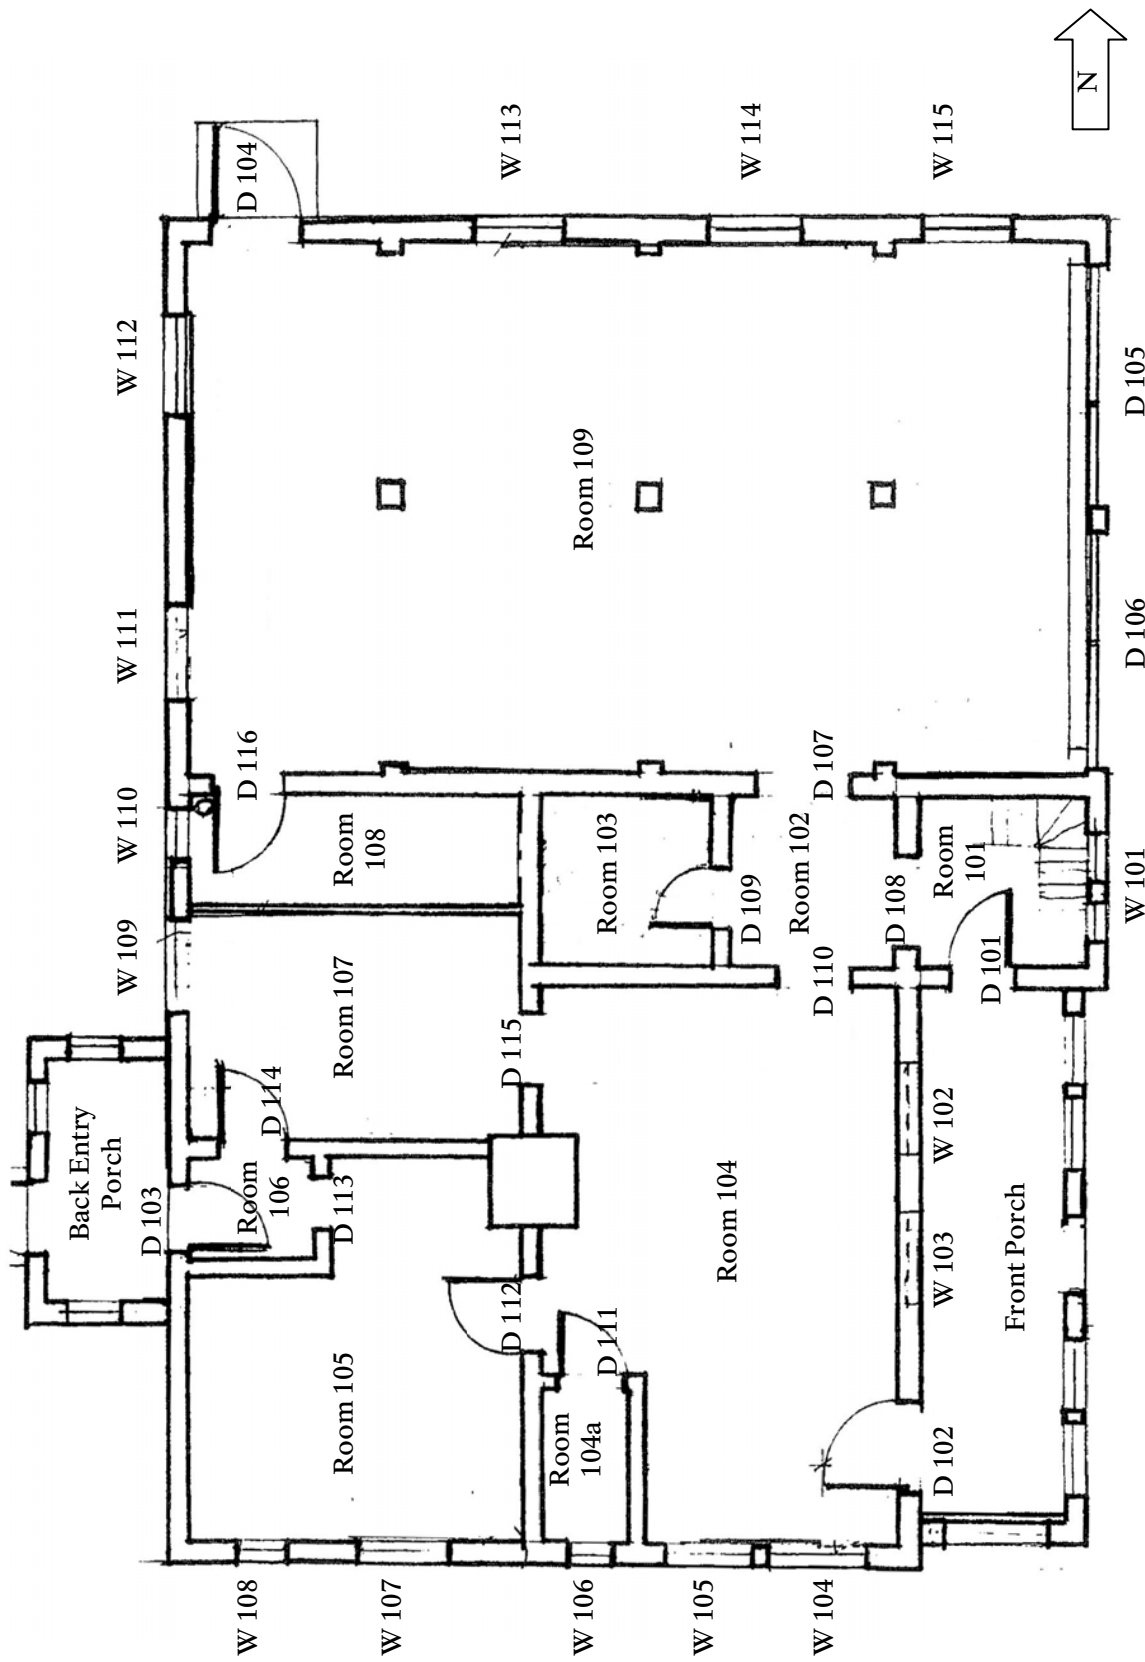 Back Entry
Porch
W 109
W 110
W 111
W 112
D 103
W 108
Room
106
D 114
D 116
D 104
Room 105
D 113
Room 107
Room
108
W 107
D 112
D 115
W 113
W 106
Room
104a
D 111
Room 103
Room 109
W 105
Room 104
D 109
W 114
Room 102
W 104
D 110
D 107
D 108
D 102
W 103
W 102
Room
101
W 115
D 101
Front Porch
N
W 101
D 106
D 105